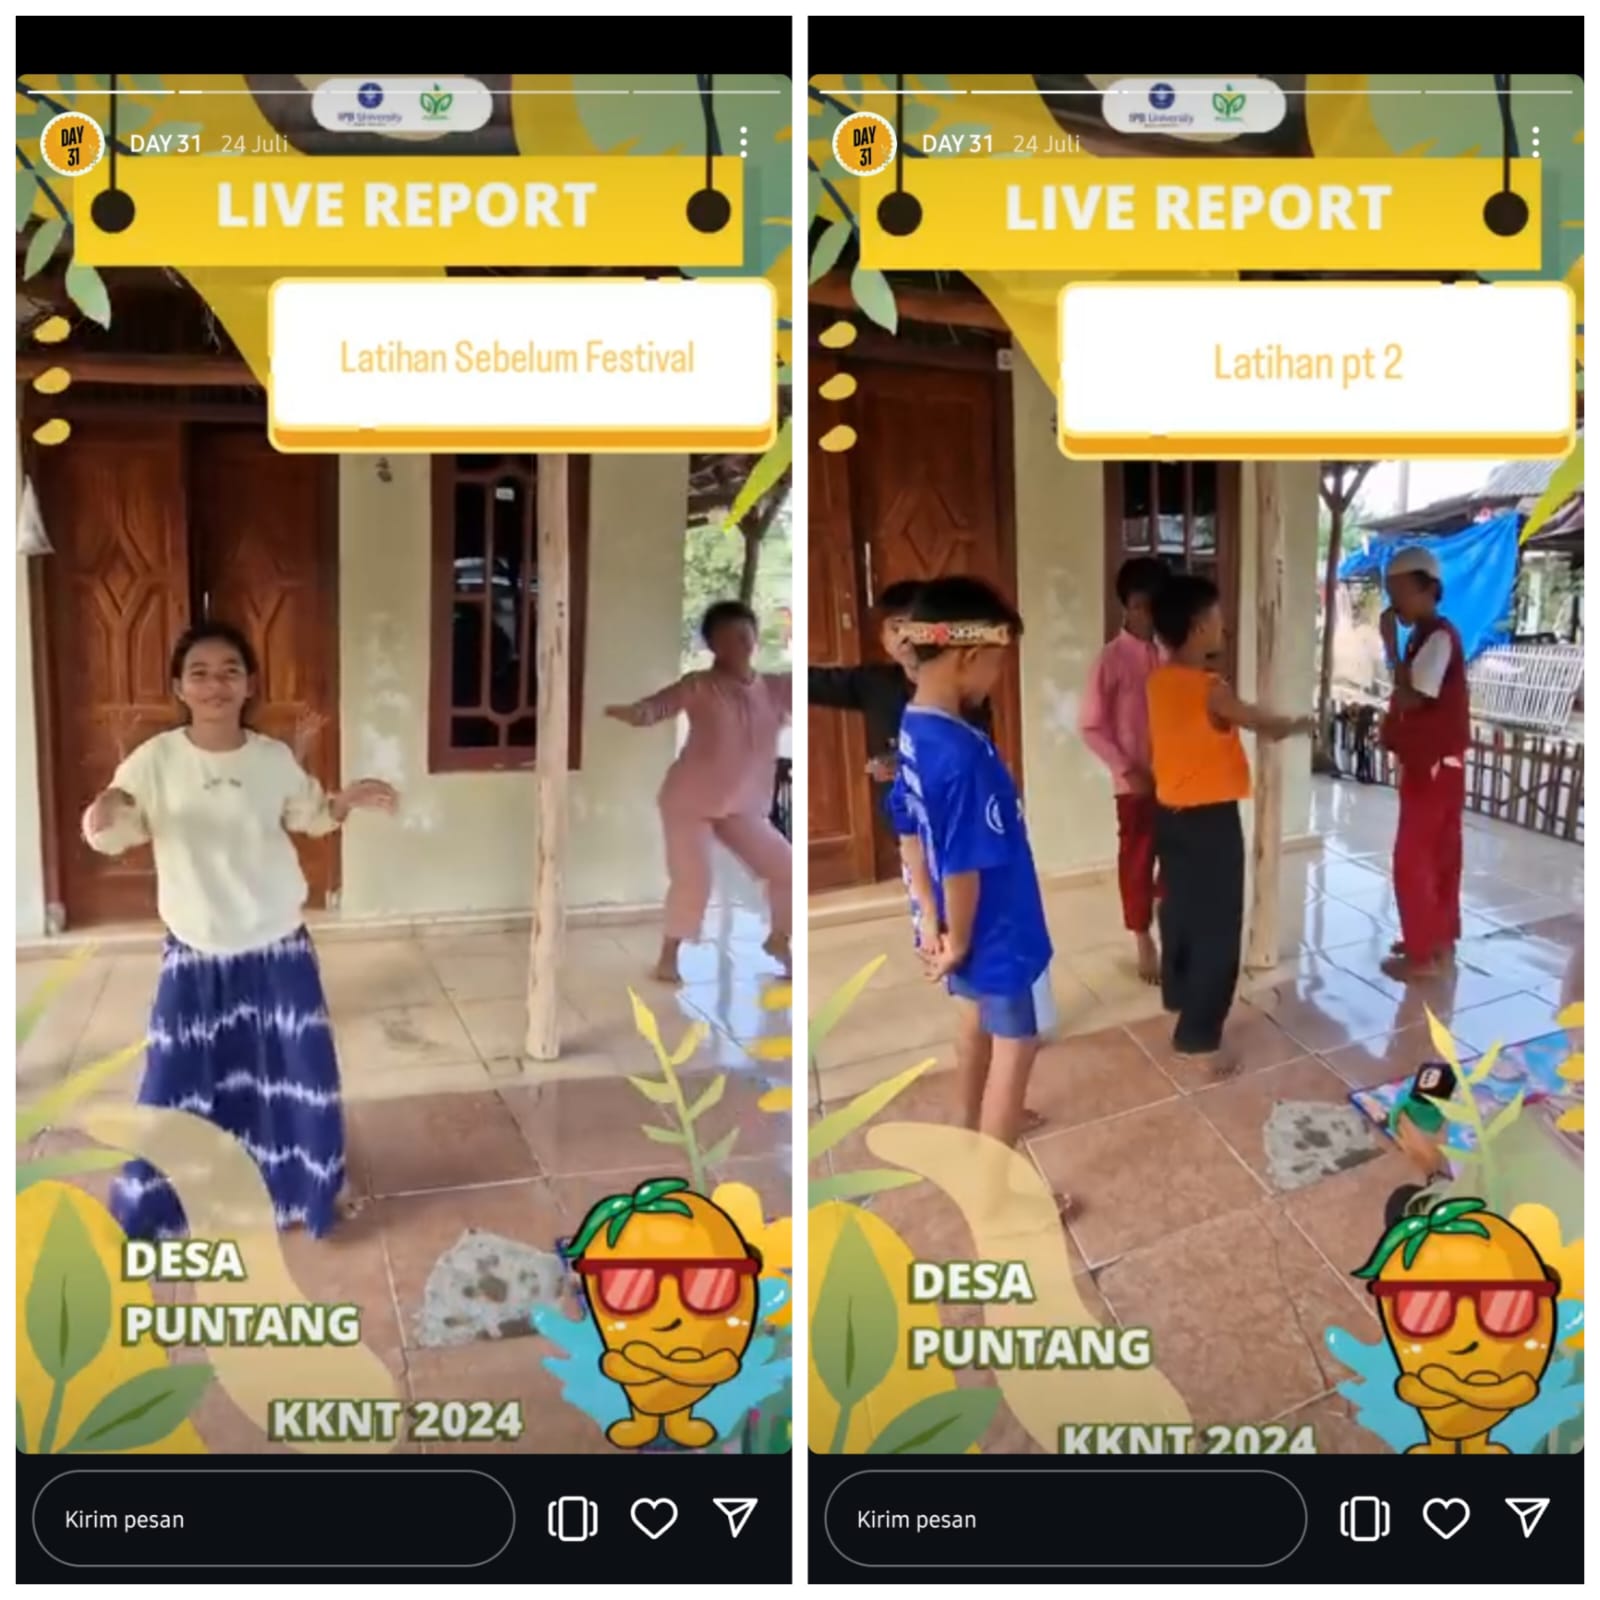 IPB University
DAY
31
DAY 31 24 Juli
LIVE REPORT
Latihan Sebelum Festival
DESA
PUNTANG
KKNT 2024
Kirim pesan
IPB University
DAY
31
DAY 31 24 Juli
LIVE REPORT
Latihan pt 2
DESA
PUNTANG
KKNT 2024
Kirim pesan